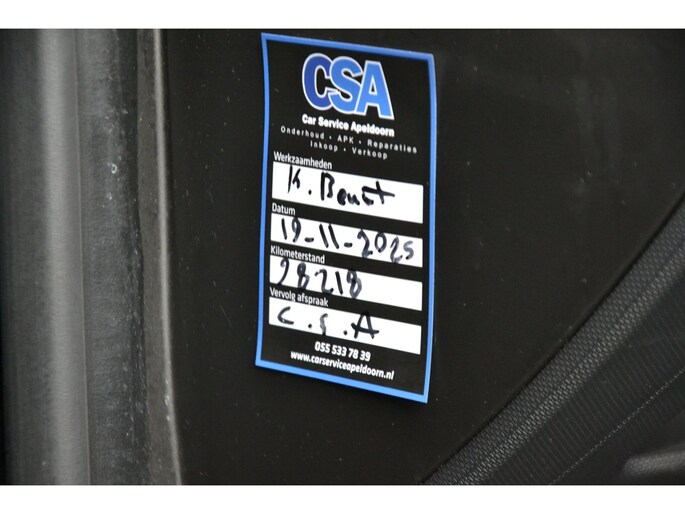 CSA
Car Service Apeldoorn
Onderhoud • APK • Reparaties
Inkoop • Verkoop
Werkzaamheden
K. Beurt
Datum
19-11-2025
Kilometerstand
98218
Vervolg afspraak
C.S.A
055 533 78 39
www.carserviceapeldoorn.nl